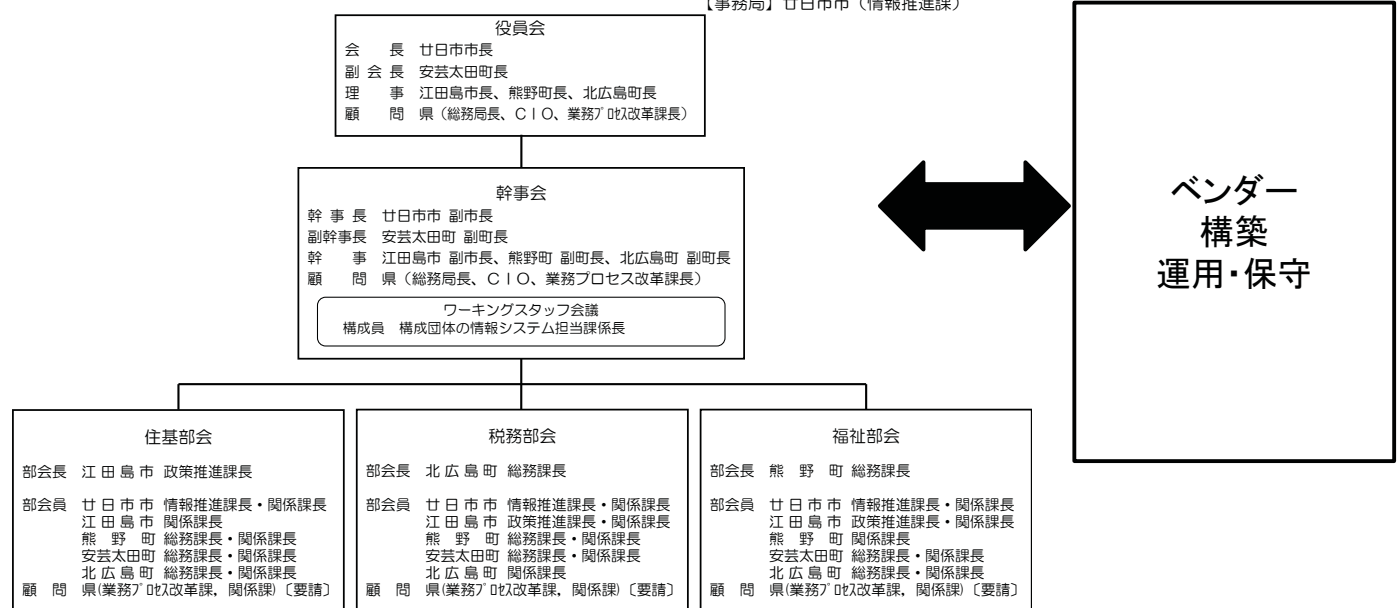 【事務局】廿日市市（情報推進課）
役員会
会　　長　廿日市市長
副 会 長　安芸太田町長
理　　事　江田島市長、熊野町長、北広島町長
顧　　問　県（総務局長、ＣＩＯ、業務ﾌﾟﾛｾｽ改革課長）
幹事会
幹 事 長　廿日市市 副市長
副幹事長　安芸太田町 副町長
幹　　事　江田島市 副市長、熊野町 副町長、北広島町 副町長
顧　　問　県（総務局長、ＣＩＯ、業務プロセス改革課長）
ワーキングスタッフ会議
構成員　構成団体の情報システム担当課係長
ベンダー
構築
運用・保守
住基部会
部会長　江 田 島 市　政策推進課長
部会員　廿 日 市 市　情報推進課長・関係課長
江 田 島 市　関係課長
熊　野　町　総務課長・関係課長
安芸太田町　総務課長・関係課長
北 広 島 町　総務課長・関係課長
顧　問　県(業務ﾌﾟﾛｾｽ改革課，関係課)〔要請〕
税務部会
部会長　北 広 島 町　総務課長
部会員　廿 日 市 市　情報推進課長・関係課長
江 田 島 市　政策推進課長・関係課長
熊　野　町　総務課長・関係課長
安芸太田町　総務課長・関係課長
北 広 島 町　関係課長
顧　問　県(業務ﾌﾟﾛｾｽ改革課，関係課)〔要請〕
福祉部会
部会長　熊　野　町　総務課長
部会員　廿 日 市 市　情報推進課長・関係課長
江 田 島 市　政策推進課長・関係課長
熊　野　町　関係課長
安芸太田町　総務課長・関係課長
北 広 島 町　総務課長・関係課長
顧　問　県(業務ﾌﾟﾛｾｽ改革課，関係課)〔要請〕